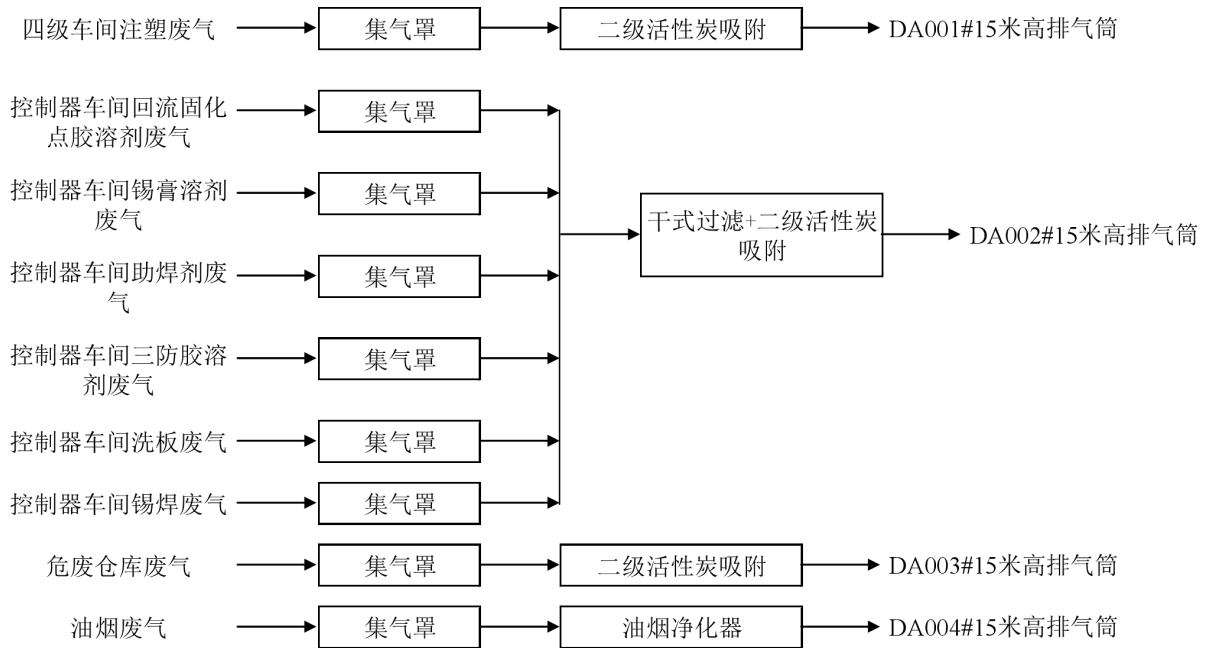 四级车间注塑废气
集气罩
二级活性炭吸附
DA001#15米高排气筒
控制器车间回流固化
点胶溶剂废气
集气罩
控制器车间锡膏溶剂
废气
集气罩
干式过滤+二级活性炭
吸附
DA002#15米高排气筒
控制器车间助焊剂废
气
集气罩
控制器车间三防胶溶
剂废气
集气罩
控制器车间洗板废气
集气罩
控制器车间锡焊废气
集气罩
危废仓库废气
集气罩
二级活性炭吸附
DA003#15米高排气筒
油烟废气
集气罩
油烟净化器
DA004#15米高排气筒